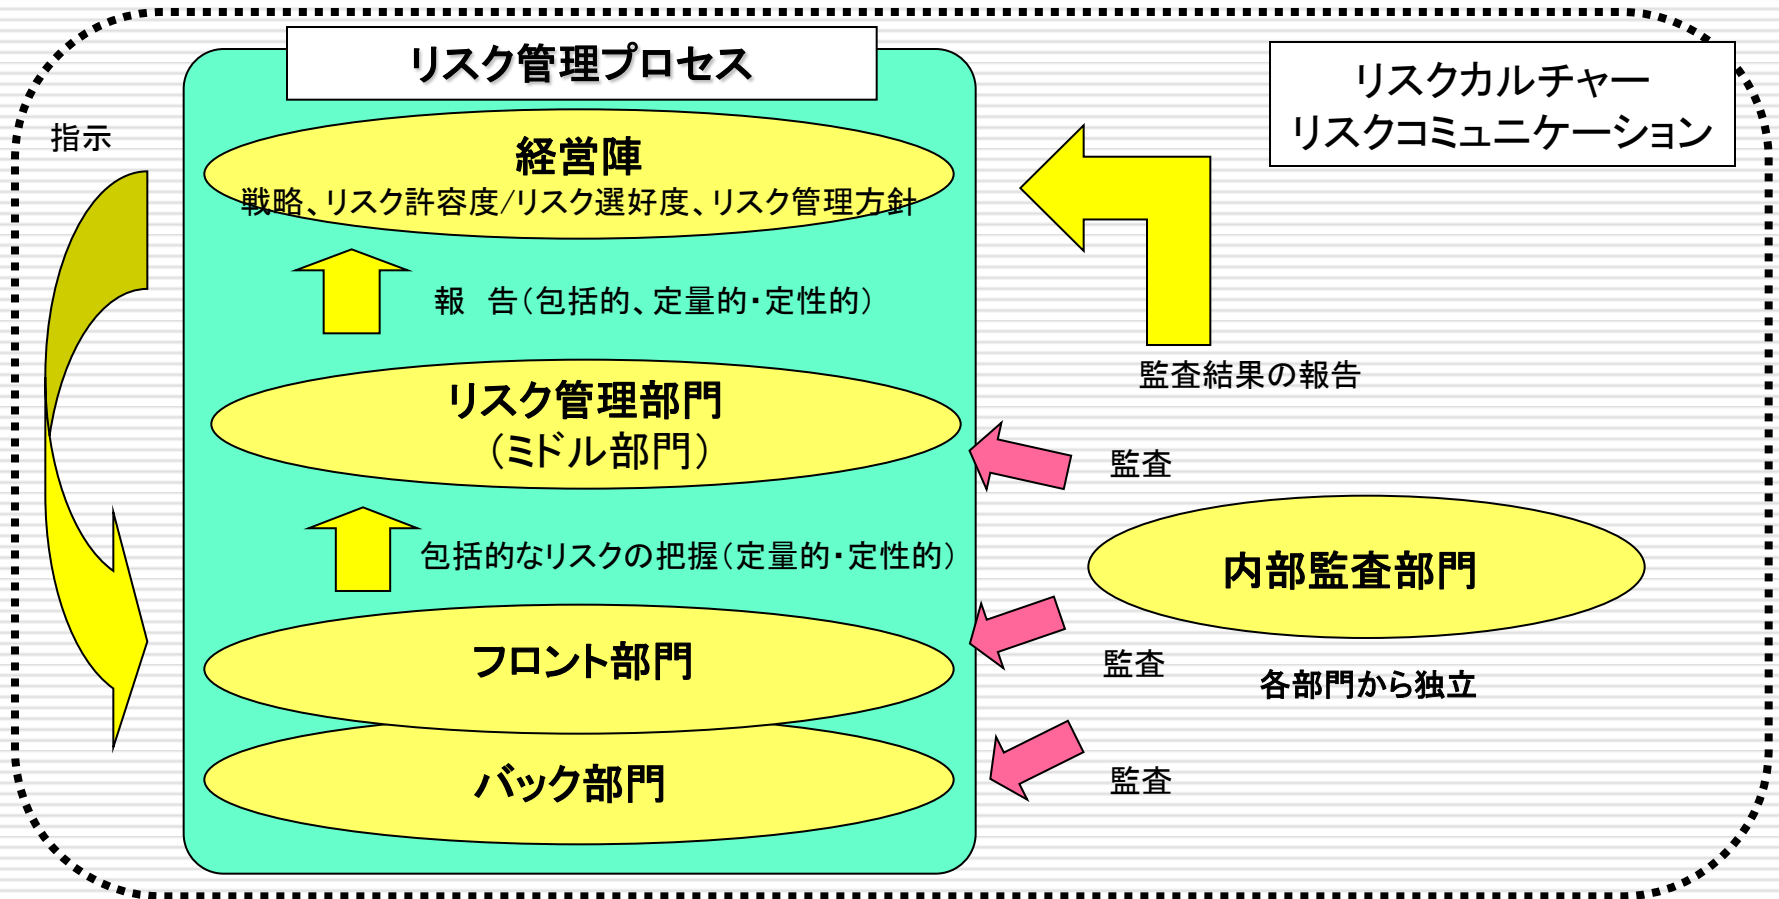 リスク管理プロセス
リスクカルチャー
リスクコミュニケーション
指示
経営陣
戦略、リスク許容度/リスク選好度、リスク管理方針
報　告(包括的、定量的・定性的)
監査結果の報告
リスク管理部門
(ミドル部門)
監査
包括的なリスクの把握(定量的・定性的)
内部監査部門
フロント部門
監査
各部門から独立
バック部門
監査